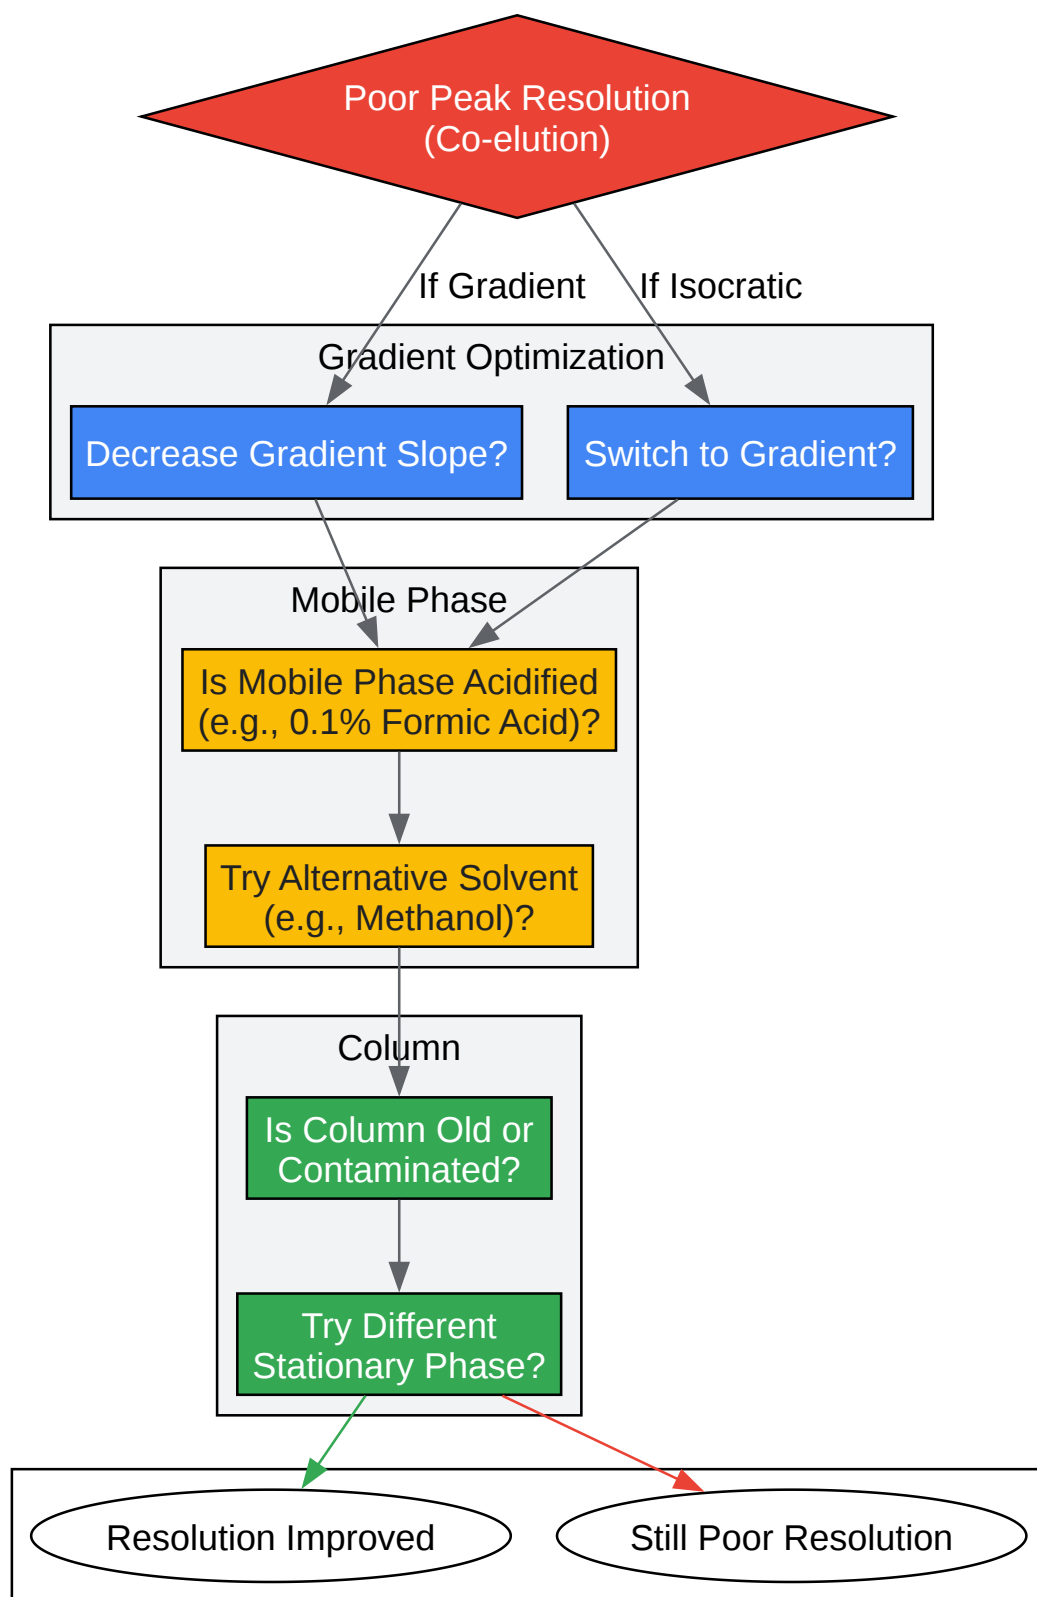 Poor Peak Resolution
(Co-elution)
If Gradient
If Isocratic
Gradient Optimization
Decrease Gradient Slope?
Switch to Gradient?
Mobile Phase
Is Mobile Phase Acidified
(e.g., 0.1% Formic Acid)?
Try Alternative Solvent
(e.g., Methanol)?
Column
Is Column Old or
Contaminated?
Try Different
Stationary Phase?
Resolution Improved
Still Poor Resolution